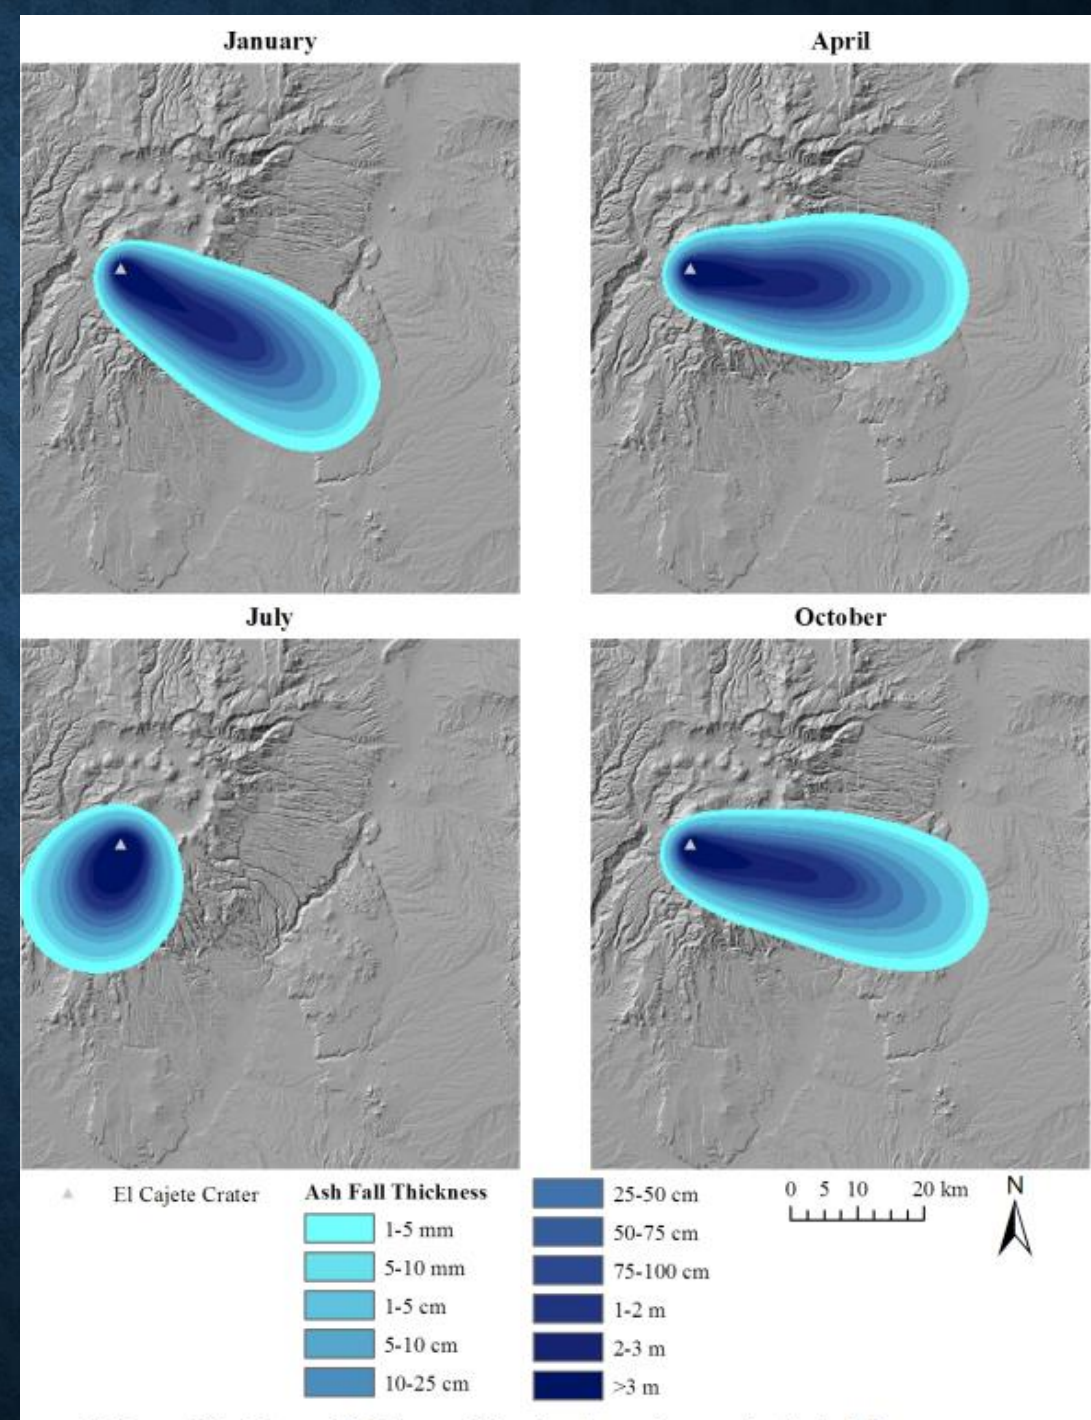 January
April
July
October
El Cajete Crater
Ash Fall Thickness
1-5 mm
5-10 mm
1-5 cm
5-10 cm
10-25 cm
25-50 cm
50-75 cm
75-100 cm
1-2 m
2-3 m
>3 m
0 5 10 20 km
N